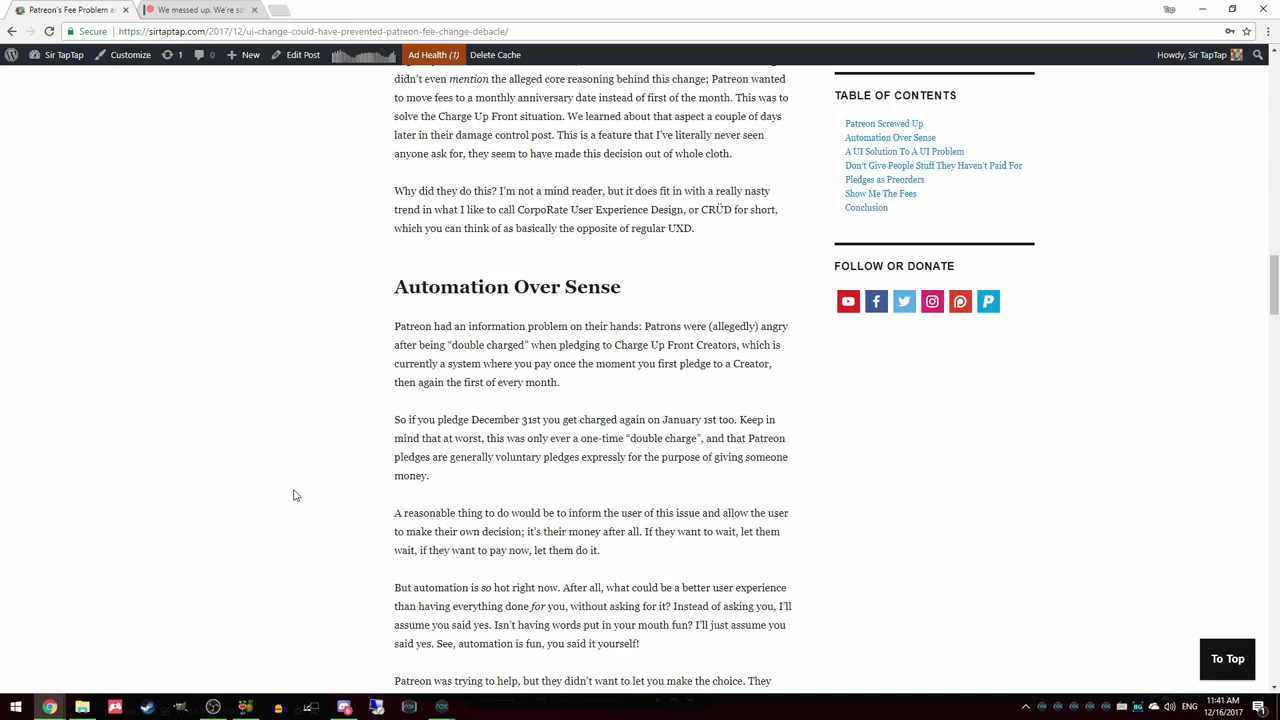 Patreon's Fee Problem a
We messed up. We're so
Tap
Secure
https://sirtaptap.com/2017/12/ui-change-could-have-prevented-patreon-fee-change-debacle/
Sir TapTap
Customize
1
0
New
Edit Post
Ad Health (1)
Delete Cache
Howdy, Sir TapTap
didn't even mention the alleged core reasoning behind this change; Patreon wanted
to move fees to a monthly anniversary date instead of first of the month. This was to
solve the Charge Up Front situation. We learned about that aspect a couple of days
later in their damage control post. This is a feature that I've literally never seen
anyone ask for, they seem to have made this decision out of whole cloth.
Why did they do this? I'm not a mind reader, but it does fit in with a really nasty
trend in what I like to call CorpoRate User Experience Design, or CRÜD for short,
which you can think of as basically the opposite of regular UXD.
Automation Over Sense
Patreon had an information problem on their hands: Patrons were (allegedly) angry
after being “double charged” when pledging to Charge Up Front Creators, which is
currently a system where you pay once the moment you first pledge to a Creator,
then again the first of every month.
So if you pledge December 31st you get charged again on January 1st too. Keep in
mind that at worst, this was only ever a one-time “double charge”, and that Patreon
pledges are generally voluntary pledges expressly for the purpose of giving someone
money.
A reasonable thing to do would be to inform the user of this issue and allow the user
to make their own decision; it's their money after all. If they want to wait, let them
wait, if they want to pay now, let them do it.
But automation is so hot right now. After all, what could be a better user experience
than having everything done for you, without asking for it? Instead of asking you, I'll
assume you said yes. Isn't having words put in your mouth fun? I'll just assume you
said yes. See, automation is fun, you said it yourself!
Patreon was trying to help, but they didn't want to let you make the choice. They
TABLE OF CONTENTS
Patreon Screwed Up
Automation Over Sense
A UI Solution To A UI Problem
Don't Give People Stuff They Haven't Paid For
Pledges as Preorders
Show Me The Fees
Conclusion
FOLLOW OR DONATE
To Top
ENG
11:41 AM
12/16/2017